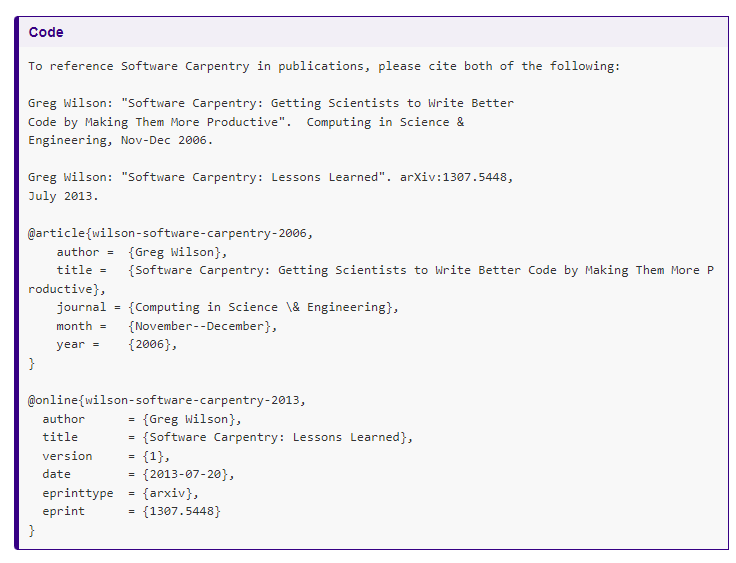 Code
To reference Software Carpentry in publications, please cite both of the following:
Greg Wilson: "Software Carpentry: Getting Scientists to Write Better
Code by Making Them More Productive".  Computing in Science &
Engineering, Nov-Dec 2006.
Greg Wilson: "Software Carpentry: Lessons Learned". arXiv:1307.5448,
July 2013.
@article{wilson-software-carpentry-2006,
    author =  {Greg Wilson},
    title =   {Software Carpentry: Getting Scientists to Write Better Code by Making Them More P
roductive},
    journal = {Computing in Science \& Engineering},
    month =   {November--December},
    year =    {2006},
}
@online{wilson-software-carpentry-2013,
  author      = {Greg Wilson},
  title       = {Software Carpentry: Lessons Learned},
  version     = {1},
  date        = {2013-07-20},
  eprinttype  = {arxiv},
  eprint      = {1307.5448}
}